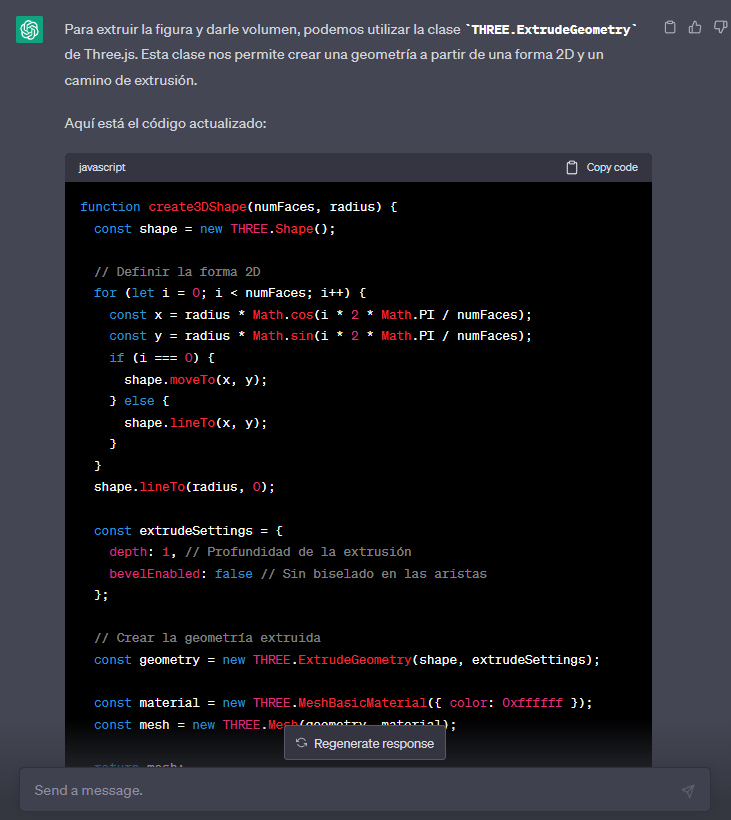 Para extruir la figura y darle volumen, podemos utilizar la clase `THREE.ExtrudeGeometry`
de Three.js. Esta clase nos permite crear una geometría a partir de una forma 2D y un
camino de extrusión.
Aquí está el código actualizado:
javascript
Copy code
function create3DShape(numFaces, radius) {
  const shape = new THREE.Shape();
  // Definir la forma 2D
  for (let i = 0; i < numFaces; i++) {
    const x = radius * Math.cos(i * 2 * Math.PI / numFaces);
    const y = radius * Math.sin(i * 2 * Math.PI / numFaces);
    if (i === 0) {
      shape.moveTo(x, y);
    } else {
      shape.lineTo(x, y);
    }
  }
  shape.lineTo(radius, 0);
  const extrudeSettings = {
    depth: 1, // Profundidad de la extrusión
    bevelEnabled: false // Sin biselado en las aristas
  };
  // Crear la geometría extruida
  const geometry = new THREE.ExtrudeGeometry(shape, extrudeSettings);
  const material = new THREE.MeshBasicMaterial({ color: 0xffffff });
  const mesh = new THREE.Mesh(geometry, material);
Regenerate response
  return mesh;
Send a message.